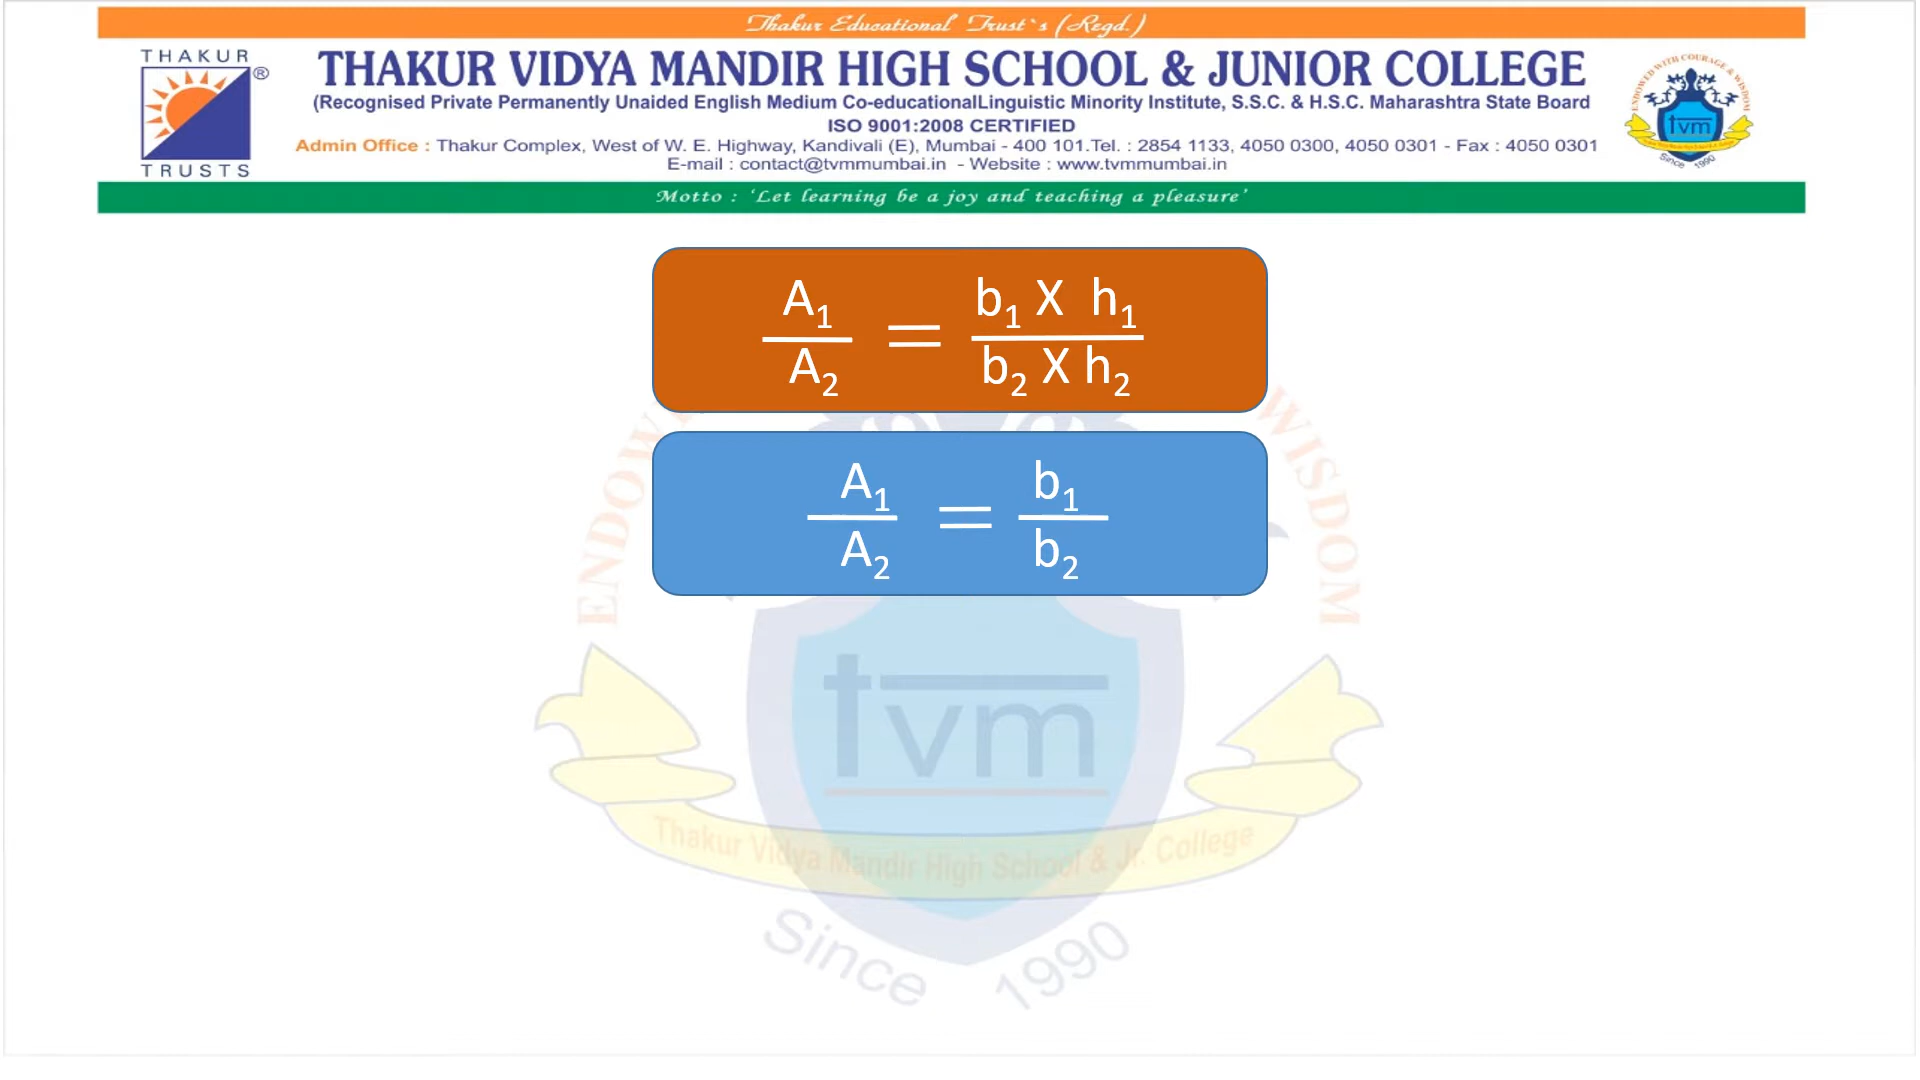 Thakur Educational Trust`s (Regd.)
THAKUR
TRUSTS
®
THAKUR VIDYA MANDIR HIGH SCHOOL & JUNIOR COLLEGE
(Recognised Private Permanently Unaided English Medium Co-educationalLinguistic Minority Institute, S.S.C. & H.S.C. Maharashtra State Board
ISO 9001:2008 CERTIFIED
Admin Office : Thakur Complex, West of W. E. Highway, Kandivali (E), Mumbai - 400 101.Tel. : 2854 1133, 4050 0300, 4050 0301 - Fax : 4050 0301
E-mail : contact@tvmmumbai.in - Website : www.tvmmumbai.in
ENDOWED WITH COURAGE & WISDOM
tvm
Since 1990
Motto : ‘Let learning be a joy and teaching a pleasure’
A₁ = b₁ X h₁
A₂ b₂ X h₂
A₁ = b₁
A₂ b₂
WISDOM
tvm
Thakur Vidya Mandir High School & Jr. College
Since 1990